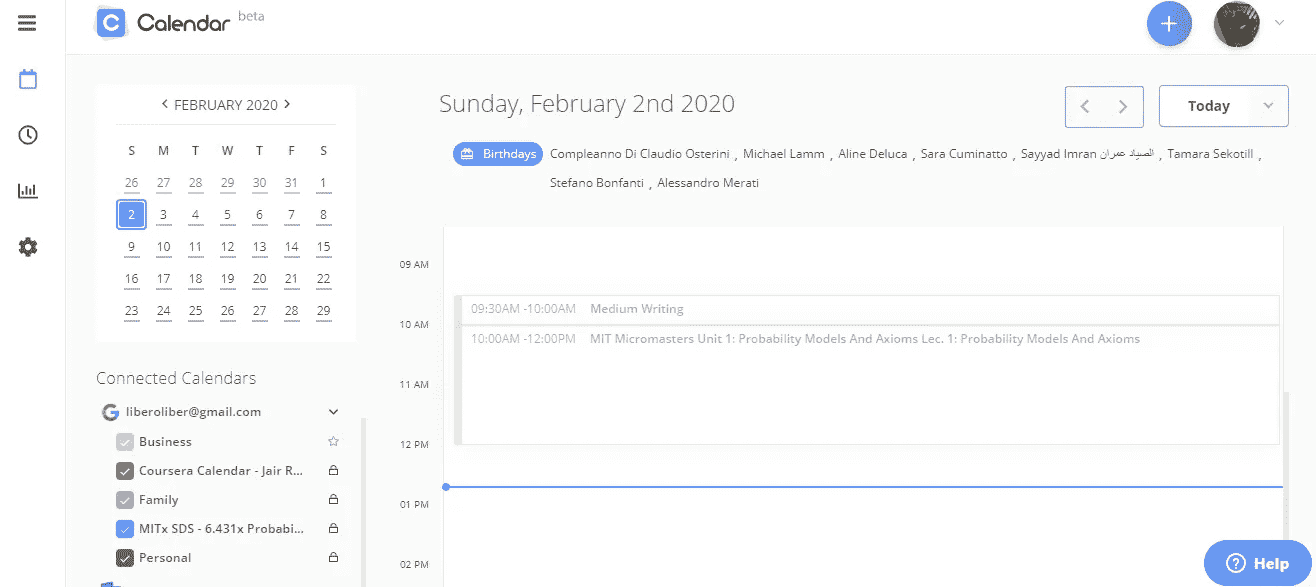 Calendar beta
FEBRUARY 2020
S M T W T F S
26 27 28 29 30 31 1
2 3 4 5 6 7 8
9 10 11 12 13 14 15
16 17 18 19 20 21 22
23 24 25 26 27 28 29
Connected Calendars
liberoliber@gmail.com
Business
Coursera Calendar - Jair R...
Family
MITx SDS - 6.431x Probabi...
Personal
Sunday, February 2nd 2020
Today
Birthdays Compleanno Di Claudio Osterini , Michael Lamm , Aline Deluca , Sara Cuminatto , Sayyad Imran الصياد عمران , Tamara Sekotill ,
Stefano Bonfanti , Alessandro Merati
09 AM
09:30AM -10:00AM Medium Writing
10 AM
10:00AM -12:00PM MIT Micromasters Unit 1: Probability Models And Axioms Lec. 1: Probability Models And Axioms
11 AM
12 PM
01 PM
02 PM
Help